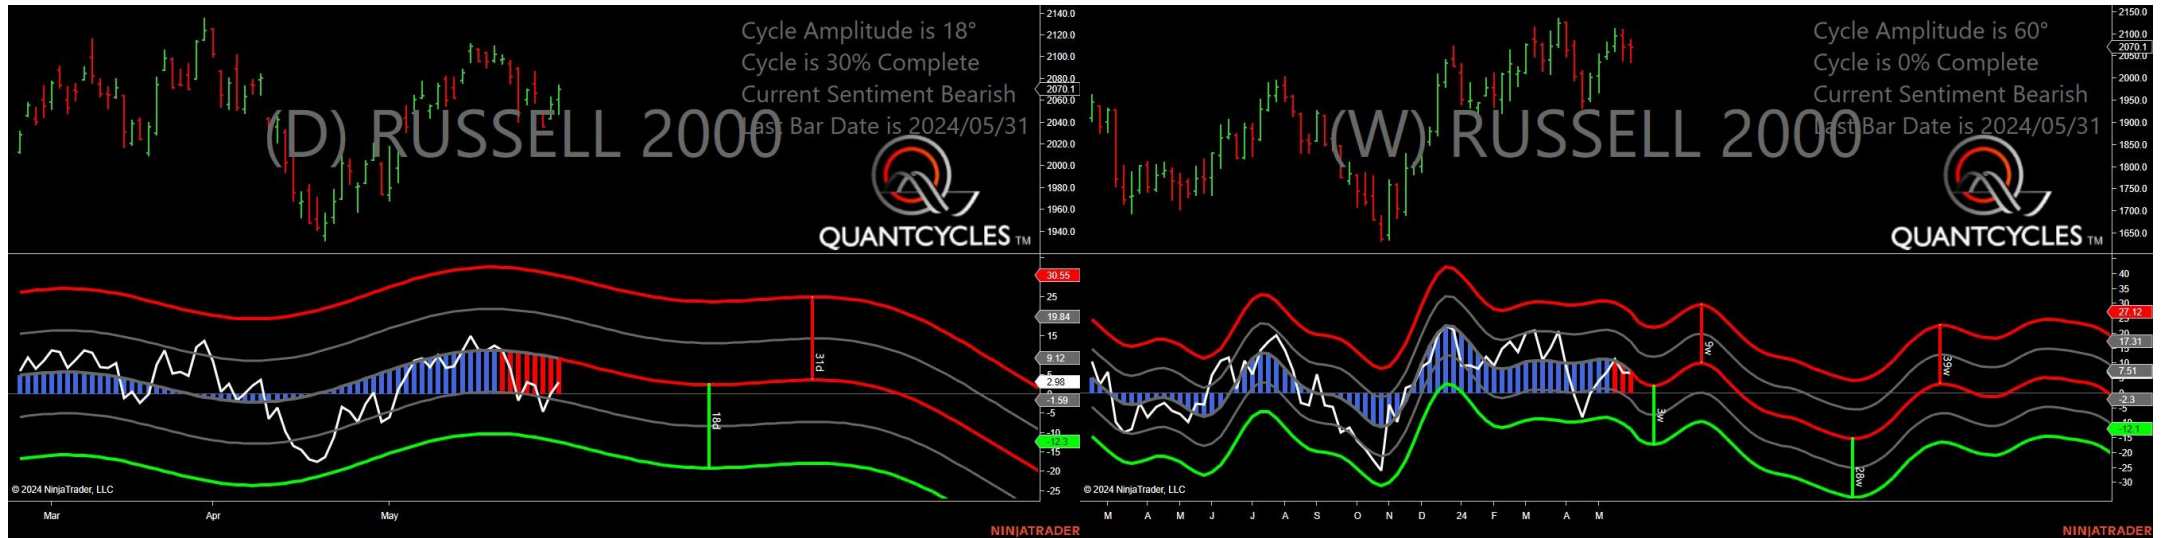 Cycle Amplitude is 18°
Cycle is 30% Complete
Current Sentiment Bearish
Last Bar Date is 2024/05/31
(D) RUSSELL 2000
QUANTCYCLES TM
2140.0
2120.0
2100.0
2080.0
2070.1
2060.0
2040.0
2020.0
2000.0
1980.0
1960.0
1940.0
30.55
25
19.84
15
9.12
5
2.98
-1.59
-5
-10
-12.3
-15
-20
-25
31d
18d
© 2024 NinjaTrader, LLC
Mar Apr May
NINJATRADER
Cycle Amplitude is 60°
Cycle is 0% Complete
Current Sentiment Bearish
Last Bar Date is 2024/05/31
(W) RUSSELL 2000
QUANTCYCLES TM
2150.0
2100.0
2070.1
2050.0
2000.0
1950.0
1900.0
1850.0
1800.0
1750.0
1700.0
1650.0
40
35
30
27.12
25
20
17.31
15
10
7.51
-2.3
-5
-12.1
-15
-20
-25
-30
9w
39w
3w
28w
© 2024 NinjaTrader, LLC
M A M J J A S O N D 24 F M A M
NINJATRADER